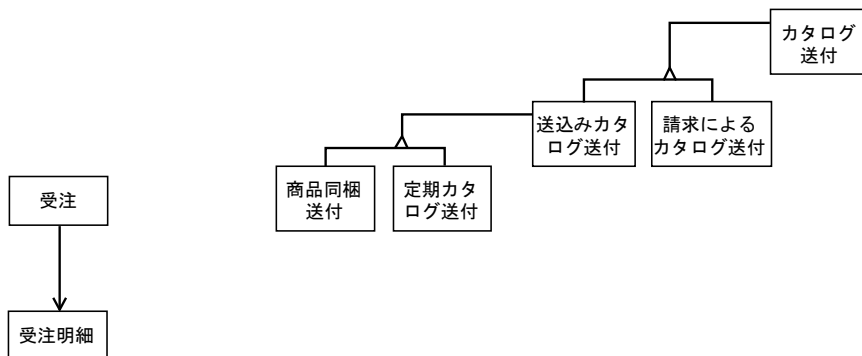 カタログ
送付
送込みカタ
ログ送付
請求による
カタログ送付
商品同梱
送付
定期カタ
ログ送付
受注
受注明細